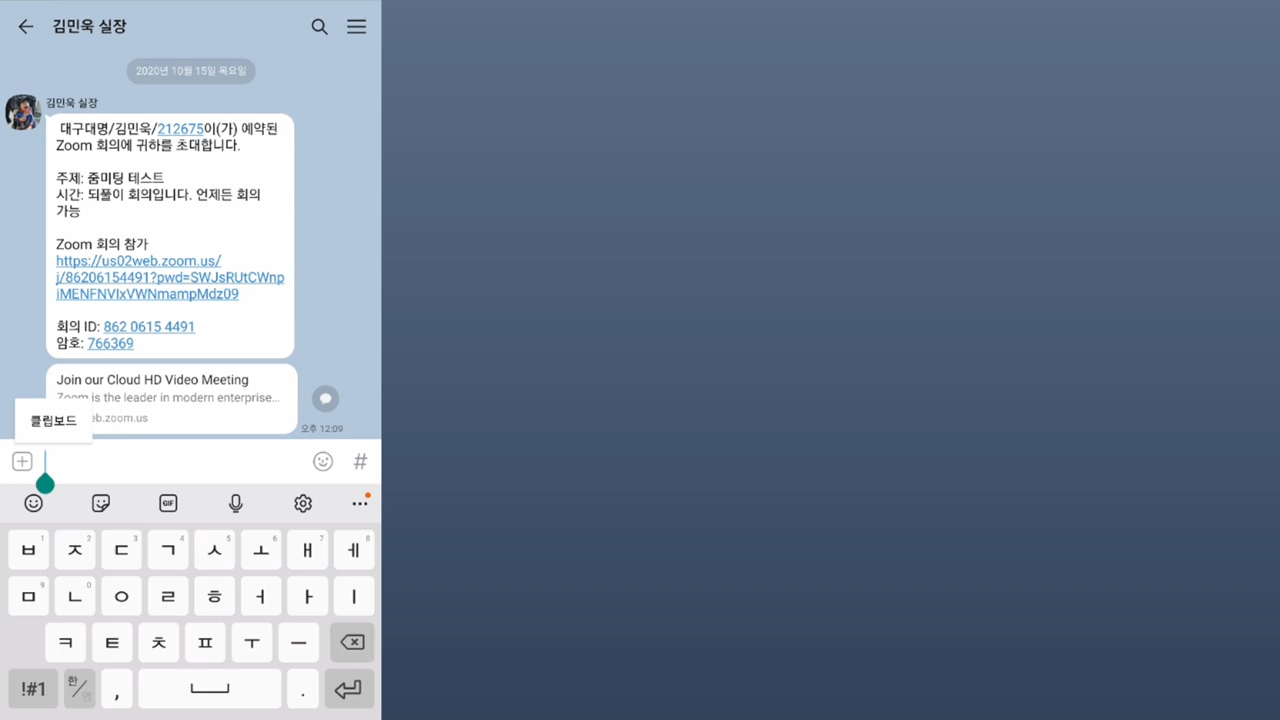 김민욱 실장
2020년 10월 15일 목요일
김민욱 실장
대구대명/김민욱/212675이(가) 예약된
Zoom 회의에 귀하를 초대합니다.
주제: 줌미팅 테스트
시간: 되풀이 회의입니다. 언제든 회의
가능
Zoom 회의 참가
https://us02web.zoom.us/
j/86206154491?pwd=SWJsRUtCWnp
iMENFNVIxVWNmampMdz09
회의 ID: 862 0615 4491
암호: 766369
Join our Cloud HD Video Meeting
Zoom is the leader in modern enterprise...
eb.zoom.us
클립보드
오후 12:09
#
GIF
ㅂ 1 ㅈ 2 ㄷ 3 ㄱ 4 ㅅ 5 ㅗ 6 ㅐ 7 ㅔ 8
ㅁ 9 ㄴ 0 ㅇ ㄹ ㅎ ㅓ ㅏ ㅣ
ㅋ ㅌ ㅊ ㅍ ㅜ ㅡ
!#1 한/영 , .